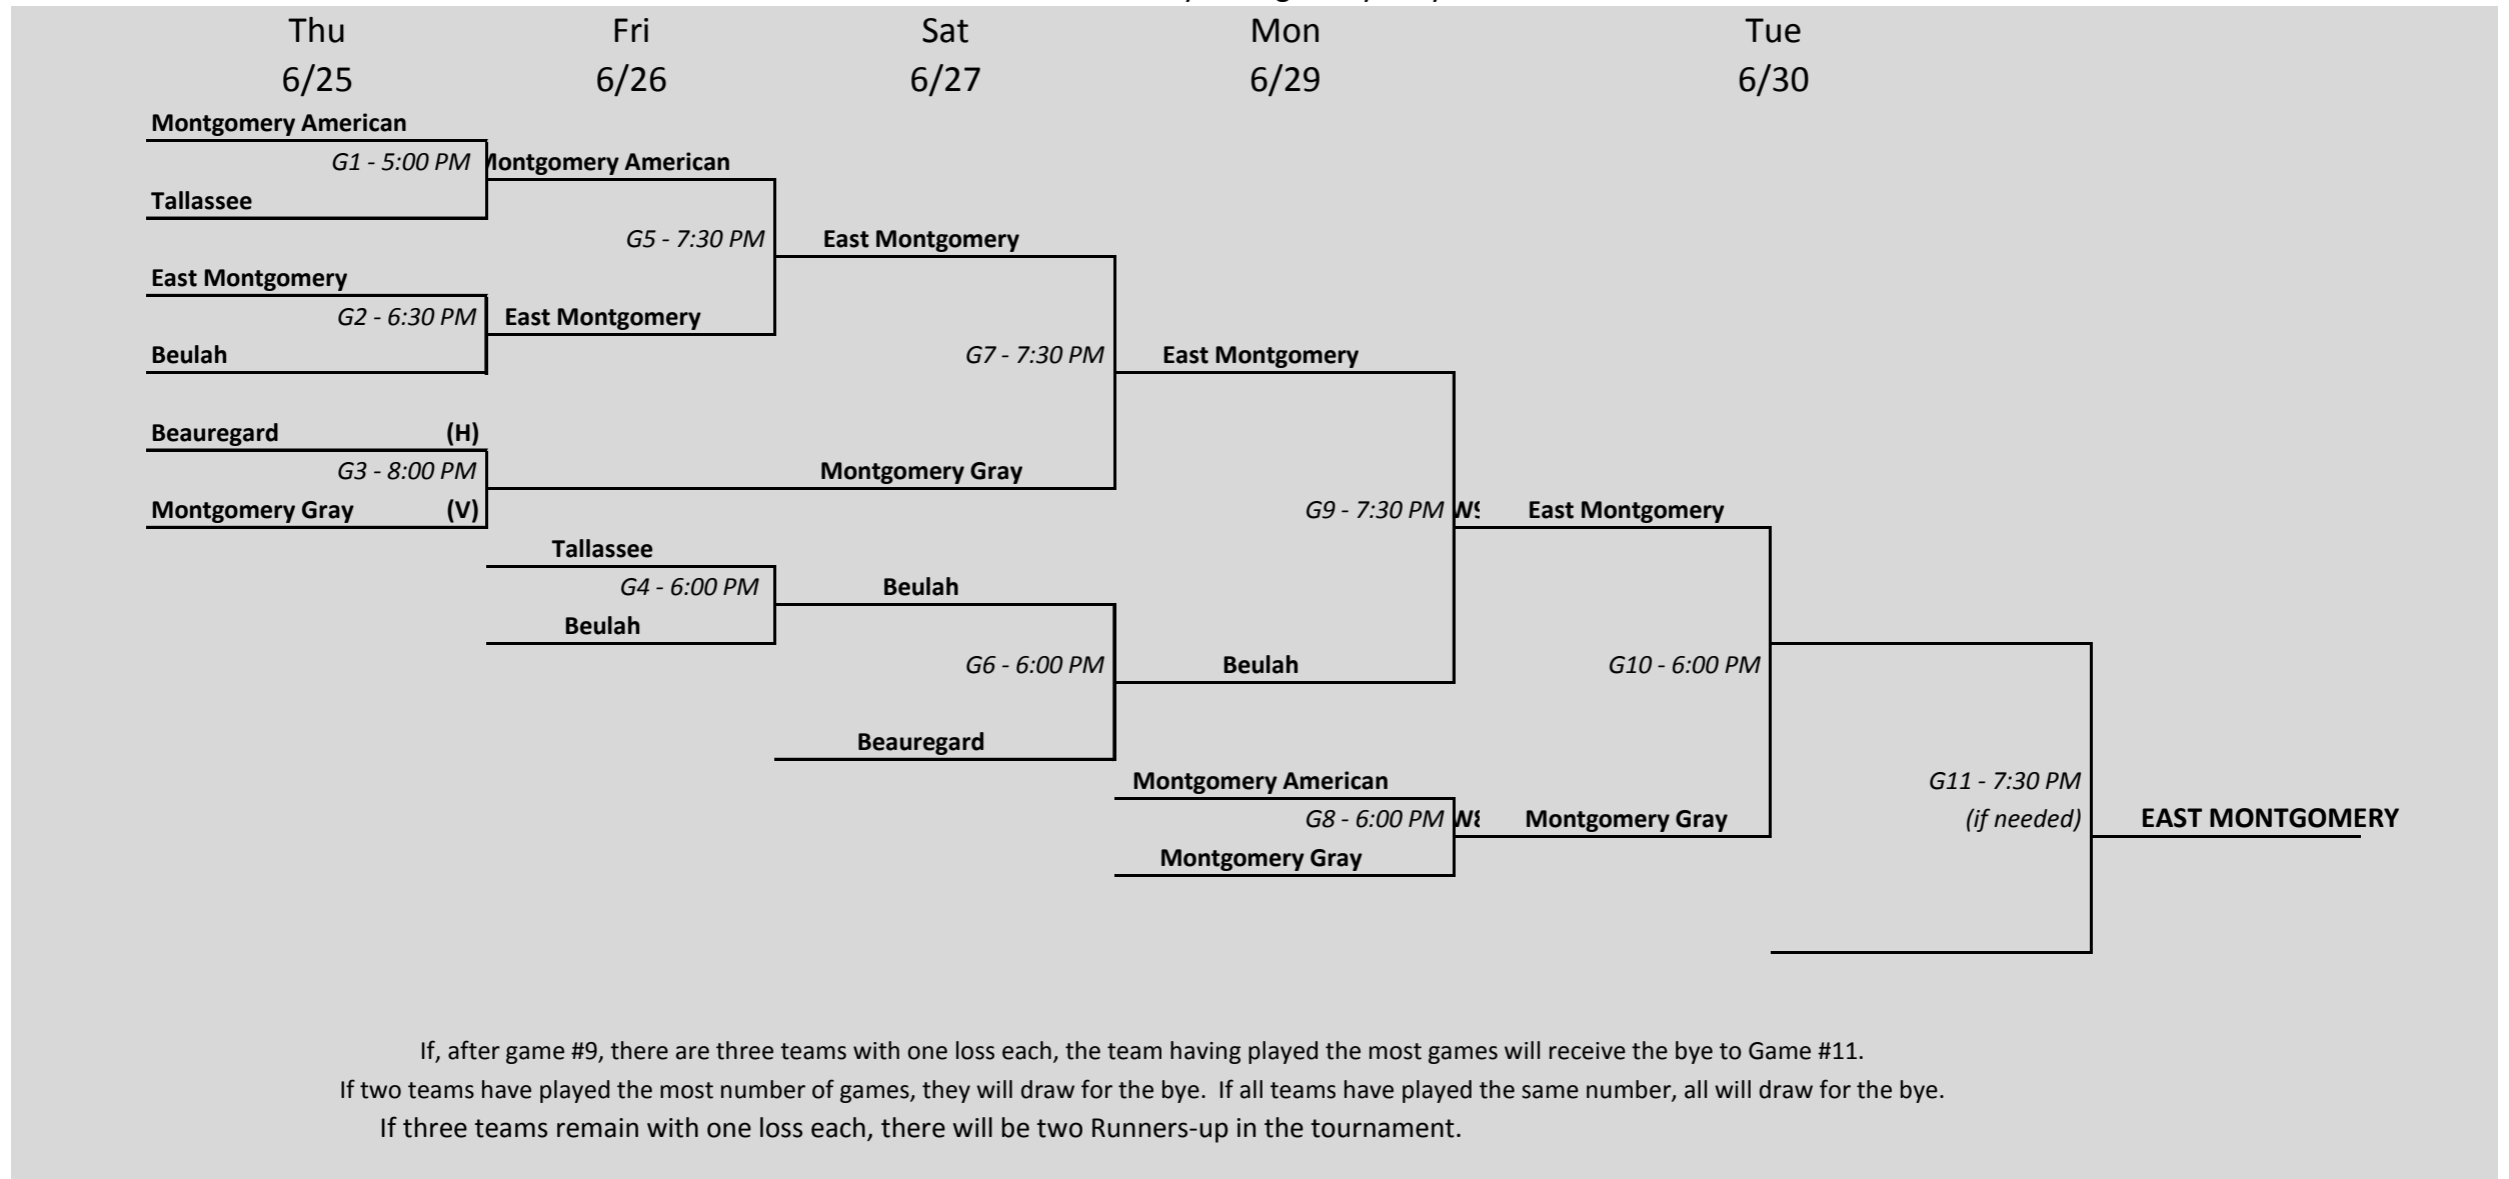 Thu Fri Sat Mon Tue
6/25 6/26 6/27 6/29 6/30
Montgomery American
G1 - 5:00 PM
Montgomery American
Tallassee
G5 - 7:30 PM
East Montgomery
East Montgomery
G2 - 6:30 PM
East Montgomery
Beulah
G7 - 7:30 PM
East Montgomery
Beauregard (H)
G3 - 8:00 PM
Montgomery Gray
Montgomery Gray (V)
G9 - 7:30 PM
W9
East Montgomery
Tallassee
G4 - 6:00 PM
Beulah
Beulah
G6 - 6:00 PM
Beulah
G10 - 6:00 PM
Beauregard
Montgomery American
G11 - 7:30 PM
G8 - 6:00 PM
W8
Montgomery Gray
(if needed)
EAST MONTGOMERY
Montgomery Gray
If, after game #9, there are three teams with one loss each, the team having played the most games will receive the bye to Game #11.
If two teams have played the most number of games, they will draw for the bye.  If all teams have played the same number, all will draw for the bye.
If three teams remain with one loss each, there will be two Runners-up in the tournament.